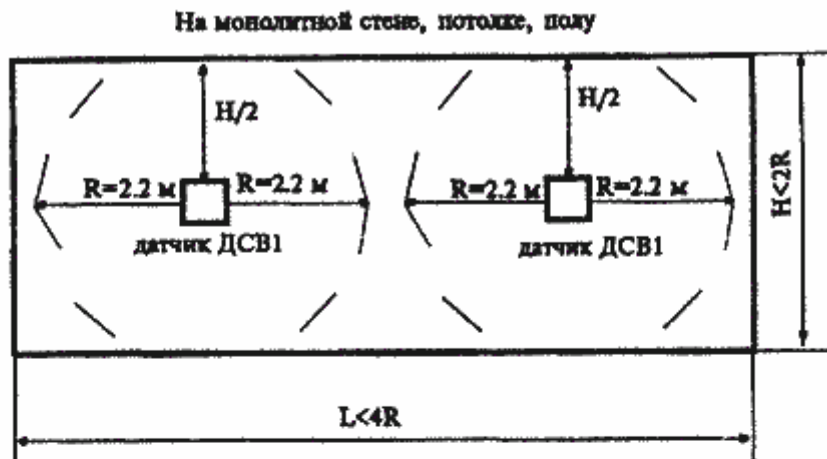 На монолитной стене, потолке, полу
H/2
H/2
R=2.2 м
R=2.2 м
R=2.2 м
R=2.2 м
датчик ДСВ1
датчик ДСВ1
H<2R
L<4R